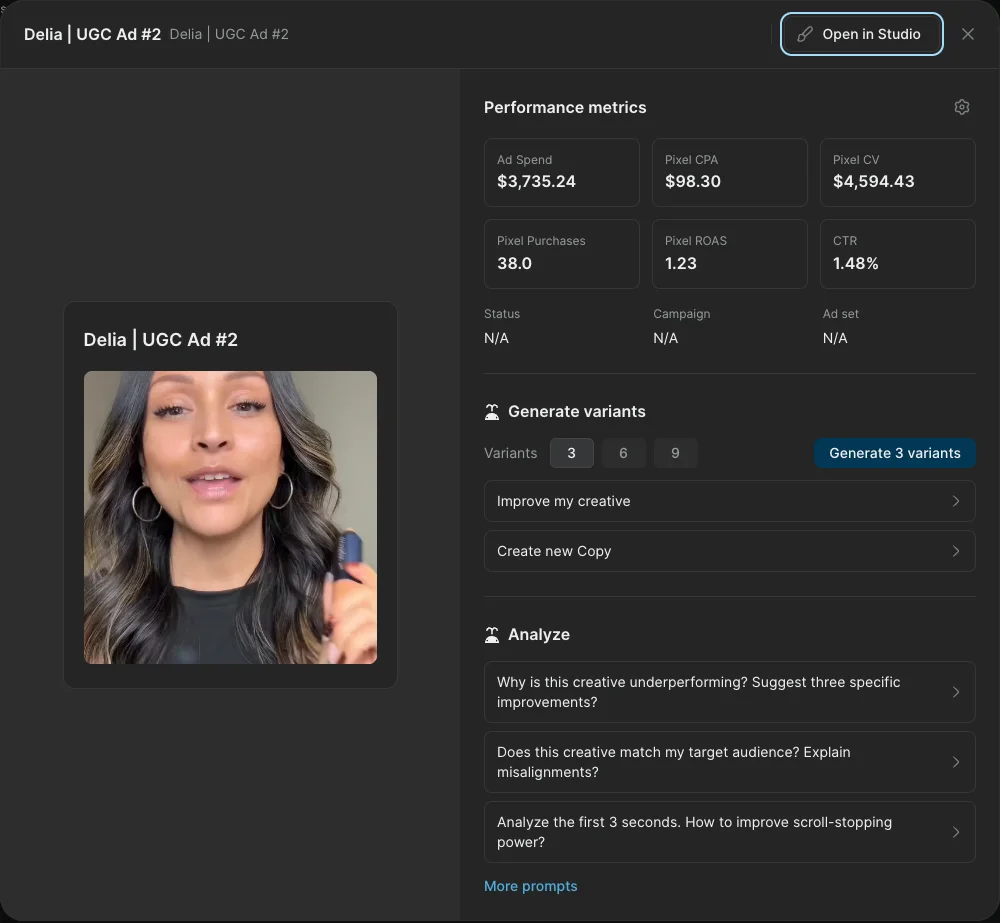 Delia | UGC Ad #2 Delia | UGC Ad #2
Open in Studio
Delia | UGC Ad #2
Performance metrics
Ad Spend
$3,735.24
Pixel CPA
$98.30
Pixel CV
$4,594.43
Pixel Purchases
38.0
Pixel ROAS
1.23
CTR
1.48%
Status
N/A
Campaign
N/A
Ad set
N/A
Generate variants
Variants 3 6 9 Generate 3 variants
Improve my creative
Create new Copy
Analyze
Why is this creative underperforming? Suggest three specific
improvements?
Does this creative match my target audience? Explain
misalignments?
Analyze the first 3 seconds. How to improve scroll-stopping
power?
More prompts